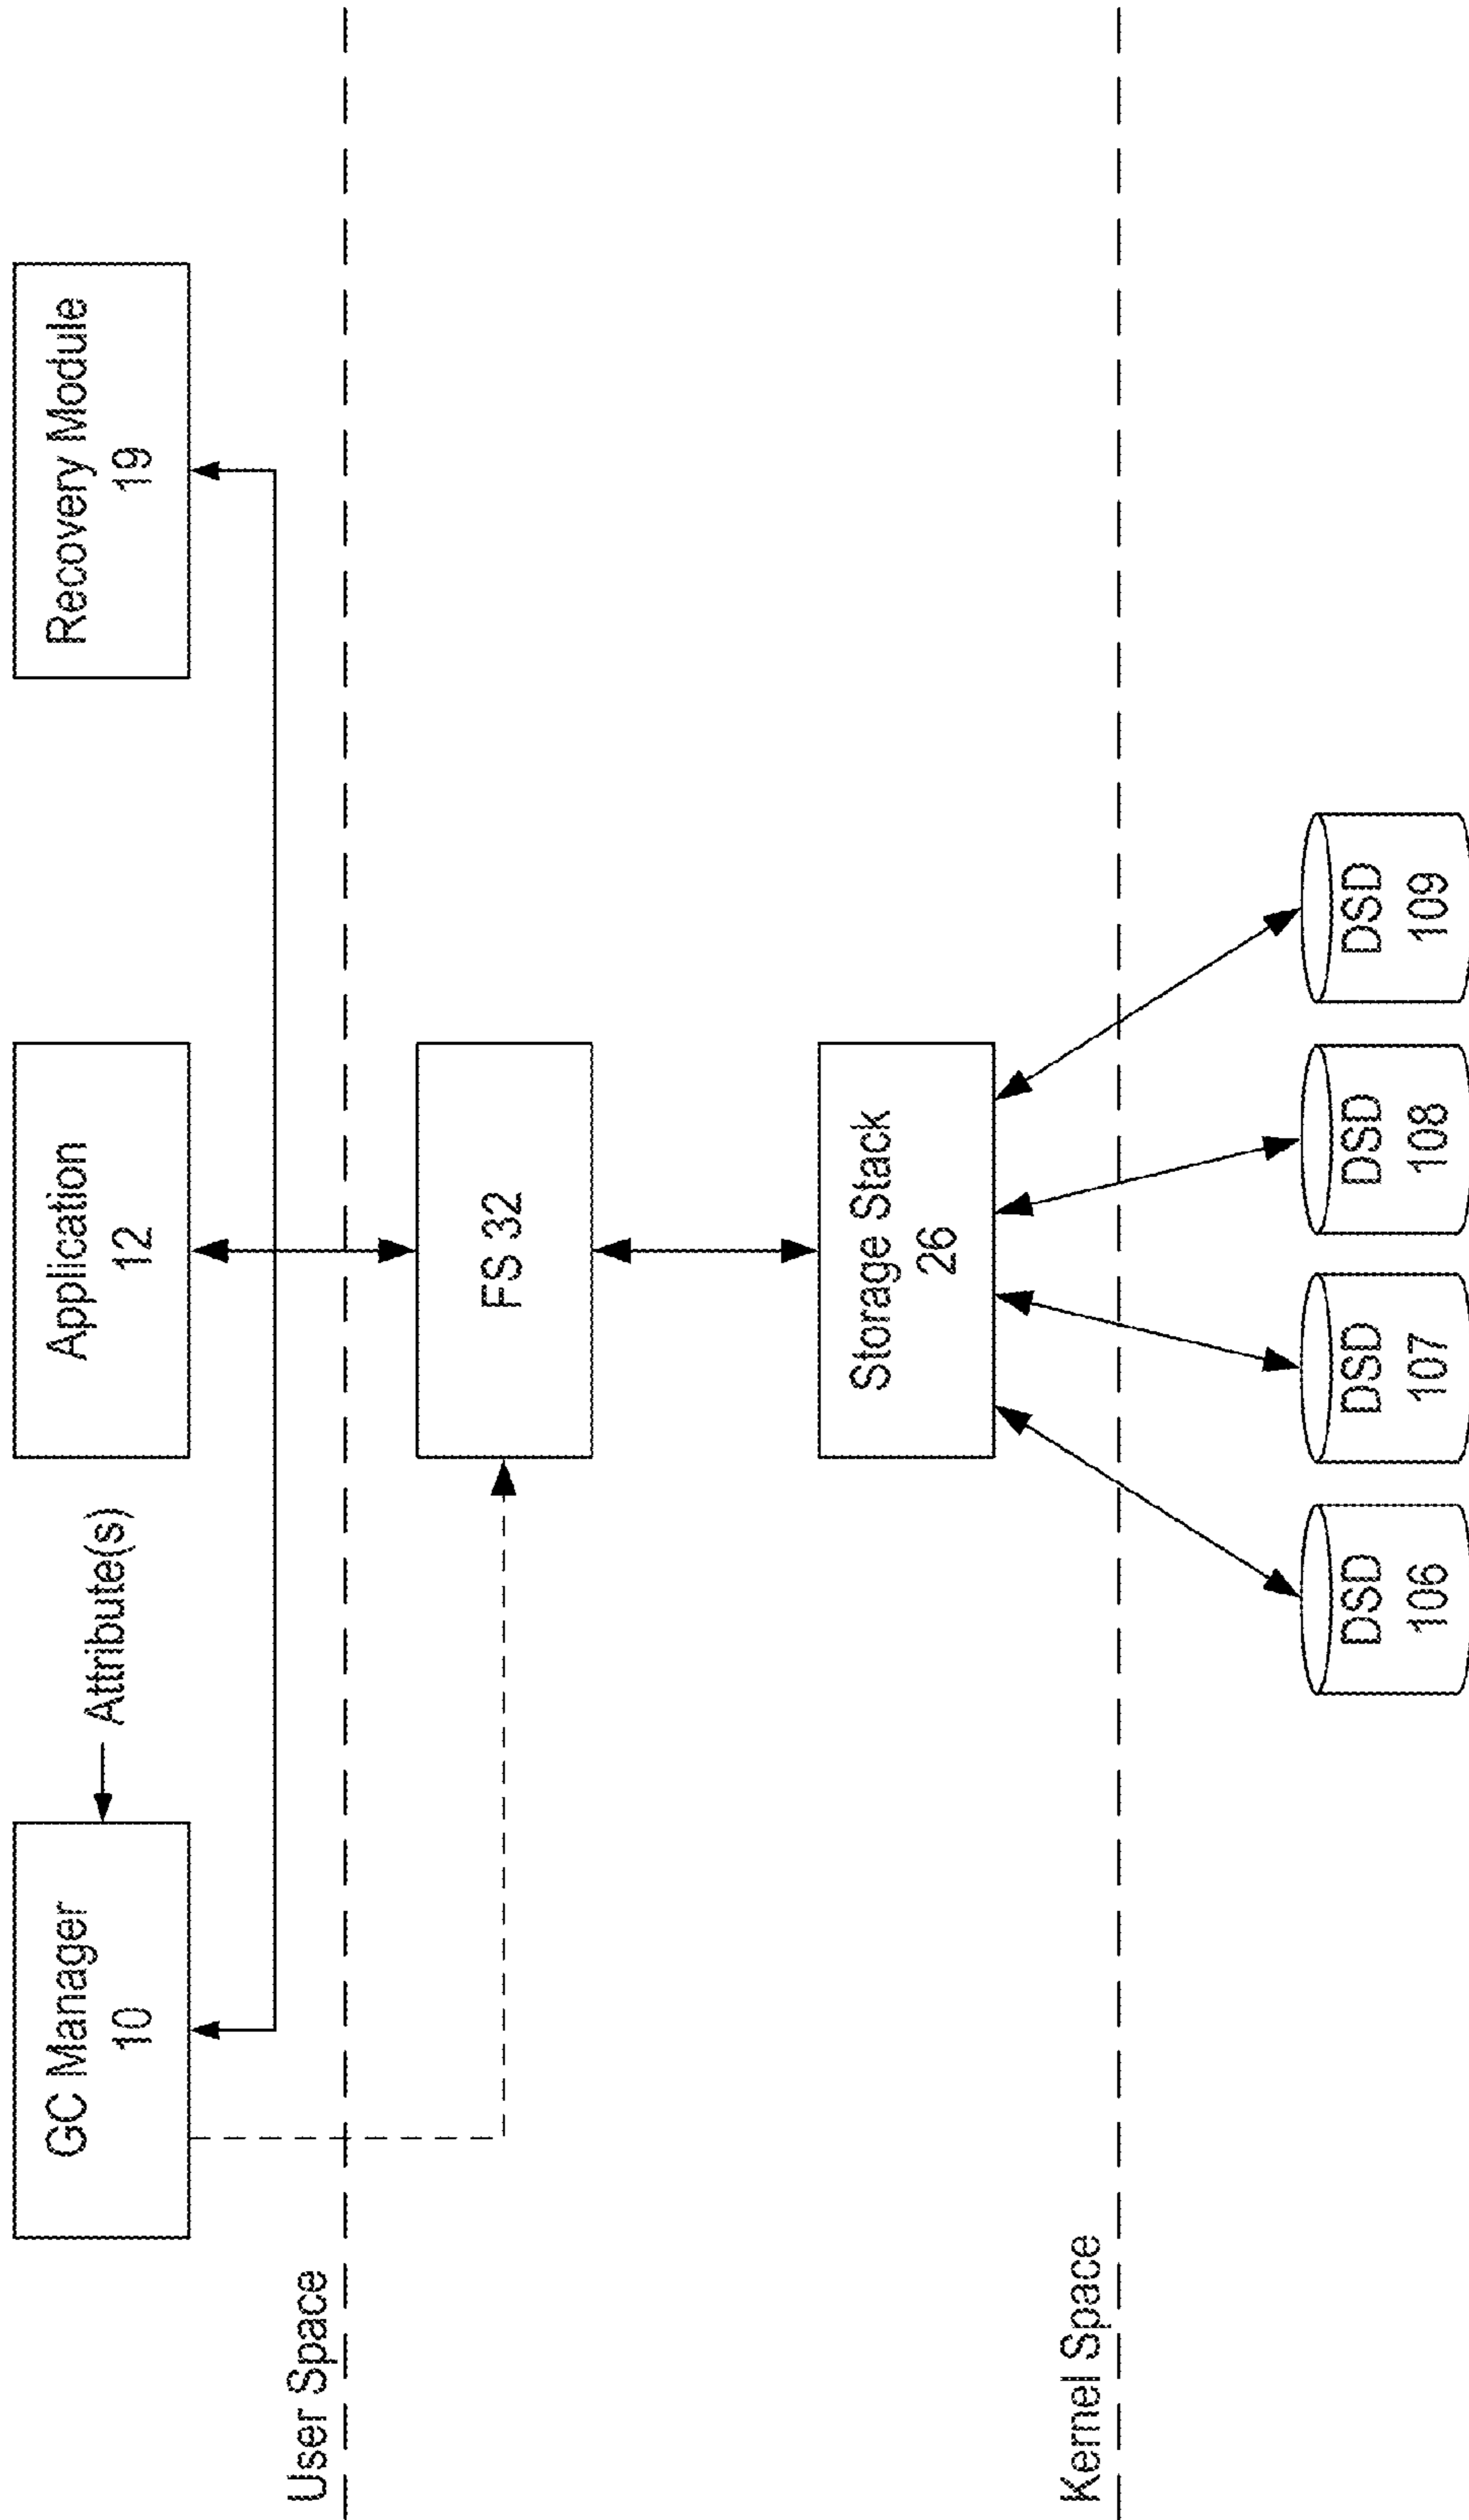 GC Manager
10
Attribute(s)
Application
12
Recovery Module
19
User Space
FS 32
Storage Stack
26
Kernel Space
DSD
106
DSD
107
DSD
108
DSD
109